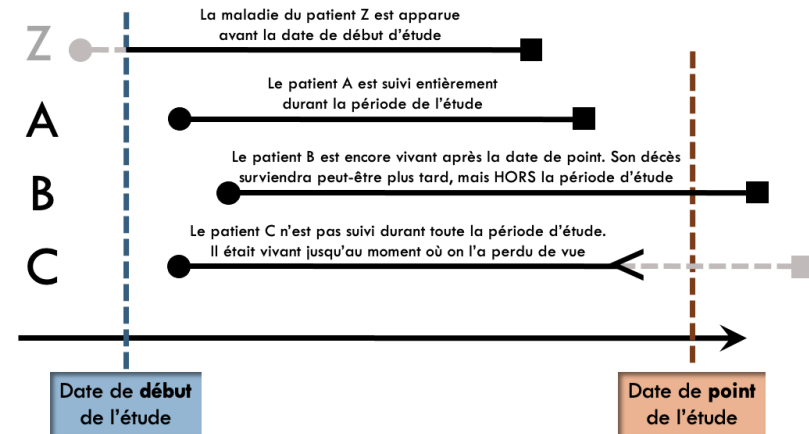 La maladie du patient Z est apparue
avant la date de début d'étude
Z
Le patient A est suivi entièrement
durant la période de l'étude
A
Le patient B est encore vivant après la date de point. Son décès
surviendra peut-être plus tard, mais HORS la période d'étude
B
Le patient C n'est pas suivi durant toute la période d'étude.
Il était vivant jusqu'au moment où on l'a perdu de vue
C
Date de début
de l'étude
Date de point
de l'étude